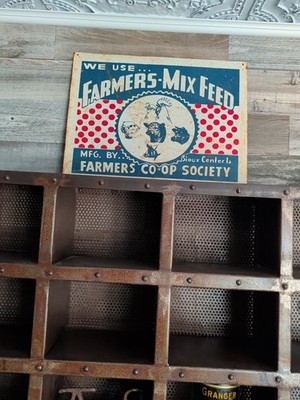 WE USE...
FARMERS-MIX FEED
MFG. BY.. Sioux Center Ia
FARMERS CO-OP SOCIETY
GRANGER